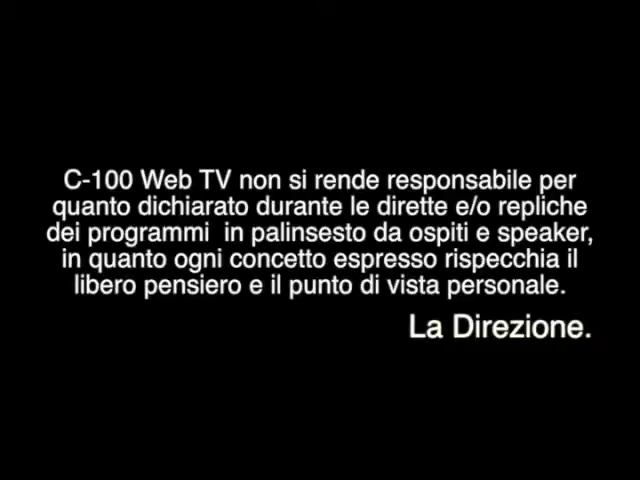 C-100 Web TV non si rende responsabile per
quanto dichiarato durante le dirette e/o repliche
dei programmi  in palinsesto da ospiti e speaker,
in quanto ogni concetto espresso rispecchia il
libero pensiero e il punto di vista personale.
La Direzione.